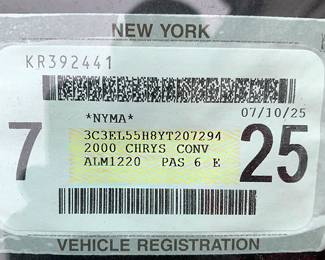 NEW YORK
KR392441
*NYMA* 07/10/25
7 25
3C3EL55H8YT207294
2000 CHRYS CONV
ALM1220 PAS 6 E
VEHICLE REGISTRATION